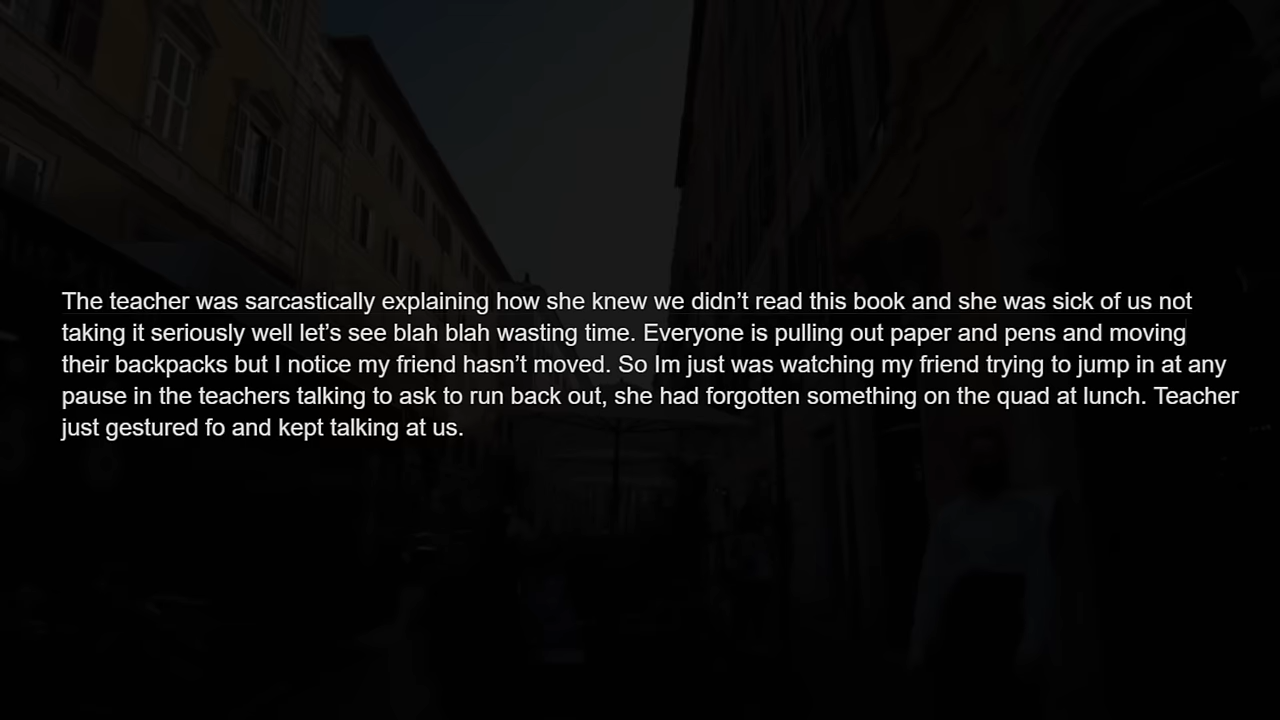 The teacher was sarcastically explaining how she knew we didn’t read this book and she was sick of us not
taking it seriously well let’s see blah blah wasting time. Everyone is pulling out paper and pens and moving
their backpacks but I notice my friend hasn’t moved. So Im just was watching my friend trying to jump in at any
pause in the teachers talking to ask to run back out, she had forgotten something on the quad at lunch. Teacher
just gestured fo and kept talking at us.